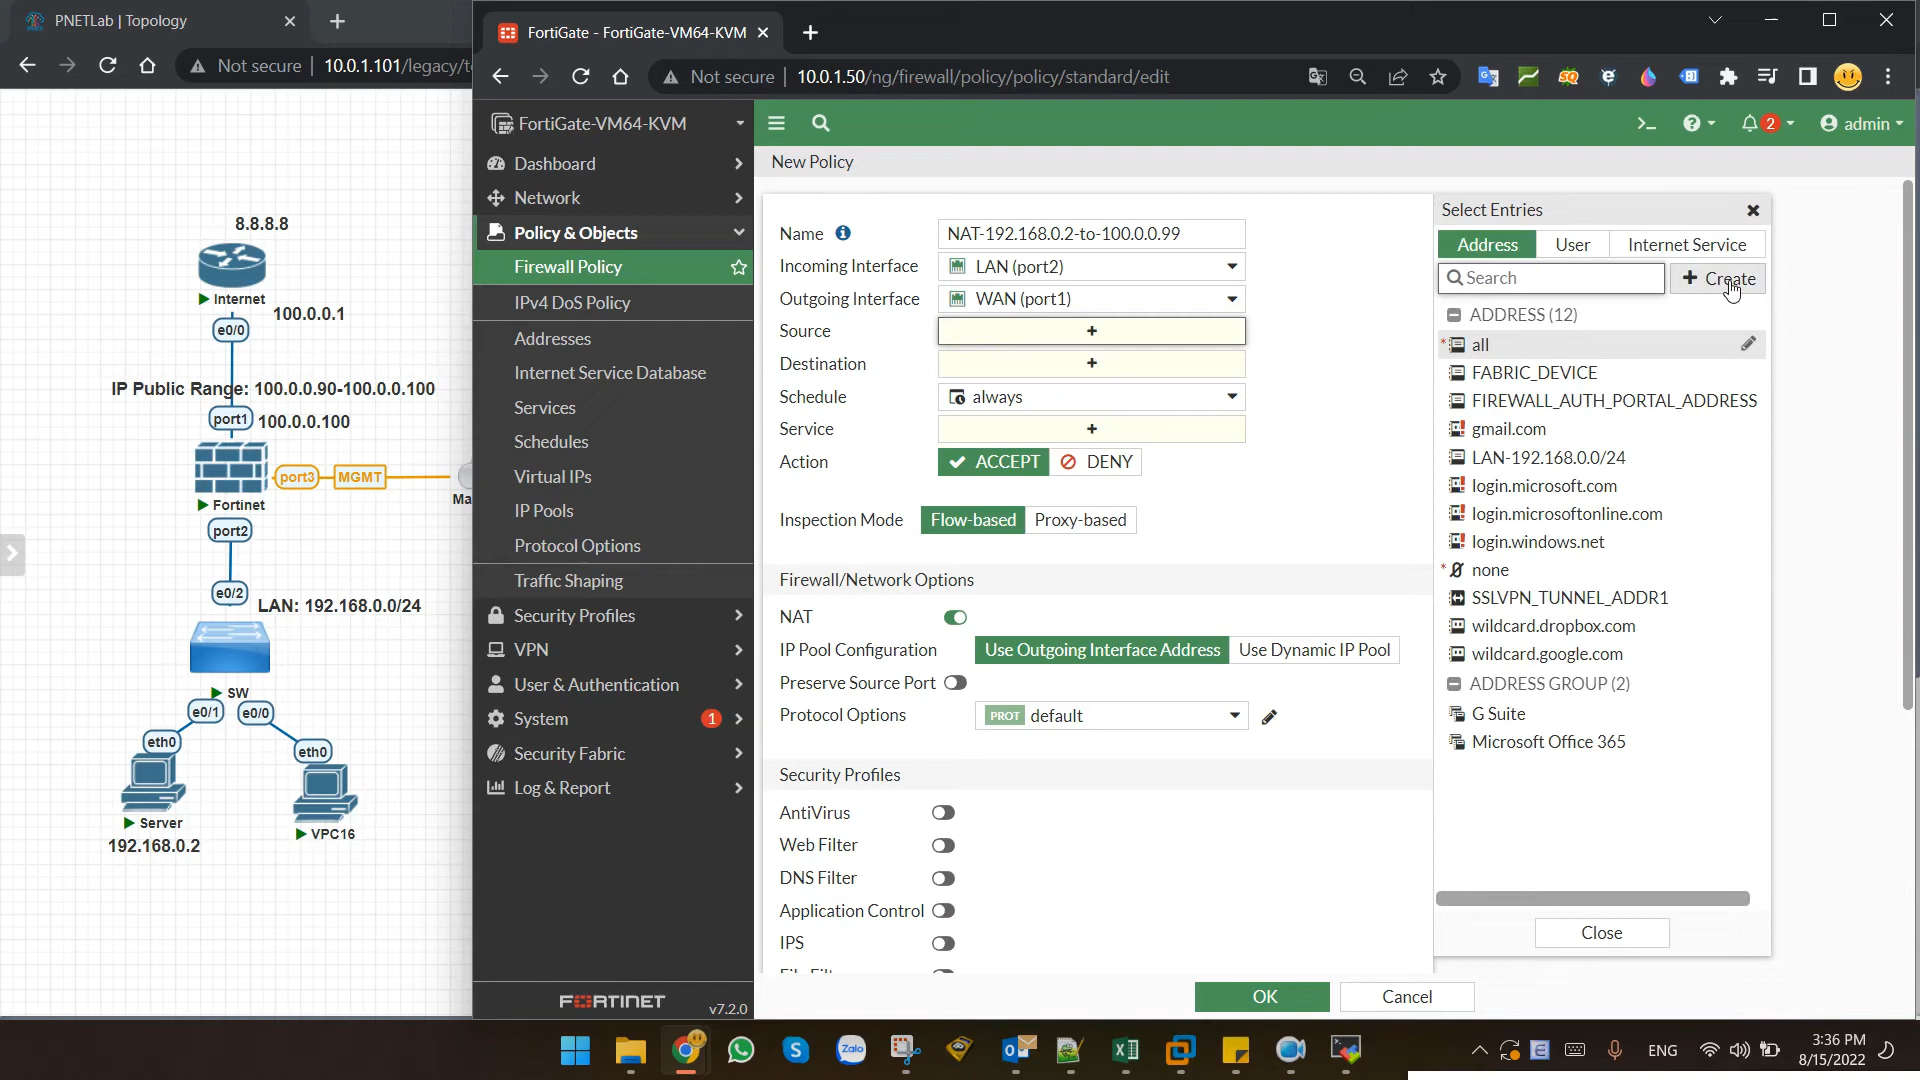 PNETLab | Topology
Not secure
10.0.1.101/legacy/t
8.8.8.8
Internet
100.0.0.1
e0/0
IP Public Range: 100.0.0.90-100.0.0.100
port1
100.0.0.100
port3
MGMT
Ma
Fortinet
port2
e0/2
LAN: 192.168.0.0/24
SW
e0/1
e0/0
eth0
eth0
Server
VPC16
192.168.0.2
FortiGate - FortiGate-VM64-KVM
Not secure
10.0.1.50/ng/firewall/policy/policy/standard/edit
FortiGate-VM64-KVM
2
admin
Dashboard
Network
Policy & Objects
Firewall Policy
IPv4 DoS Policy
Addresses
Internet Service Database
Services
Schedules
Virtual IPs
IP Pools
Protocol Options
Traffic Shaping
Security Profiles
VPN
User & Authentication
System
1
Security Fabric
Log & Report
FORTINET
v7.2.0
New Policy
Name
NAT-192.168.0.2-to-100.0.0.99
Incoming Interface
LAN (port2)
Outgoing Interface
WAN (port1)
Source
+
Destination
+
Schedule
always
Service
+
Action
ACCEPT
DENY
Inspection Mode
Flow-based
Proxy-based
Firewall/Network Options
NAT
IP Pool Configuration
Use Outgoing Interface Address
Use Dynamic IP Pool
Preserve Source Port
Protocol Options
PROT
default
Security Profiles
AntiVirus
Web Filter
DNS Filter
Application Control
IPS
OK
Cancel
Select Entries
Address
User
Internet Service
Search
+ Create
ADDRESS (12)
all
FABRIC_DEVICE
FIREWALL_AUTH_PORTAL_ADDRESS
gmail.com
LAN-192.168.0.0/24
login.microsoft.com
login.microsoftonline.com
login.windows.net
none
SSLVPN_TUNNEL_ADDR1
wildcard.dropbox.com
wildcard.google.com
ADDRESS GROUP (2)
G Suite
Microsoft Office 365
Close
Zalo
ENG
3:36 PM
8/15/2022